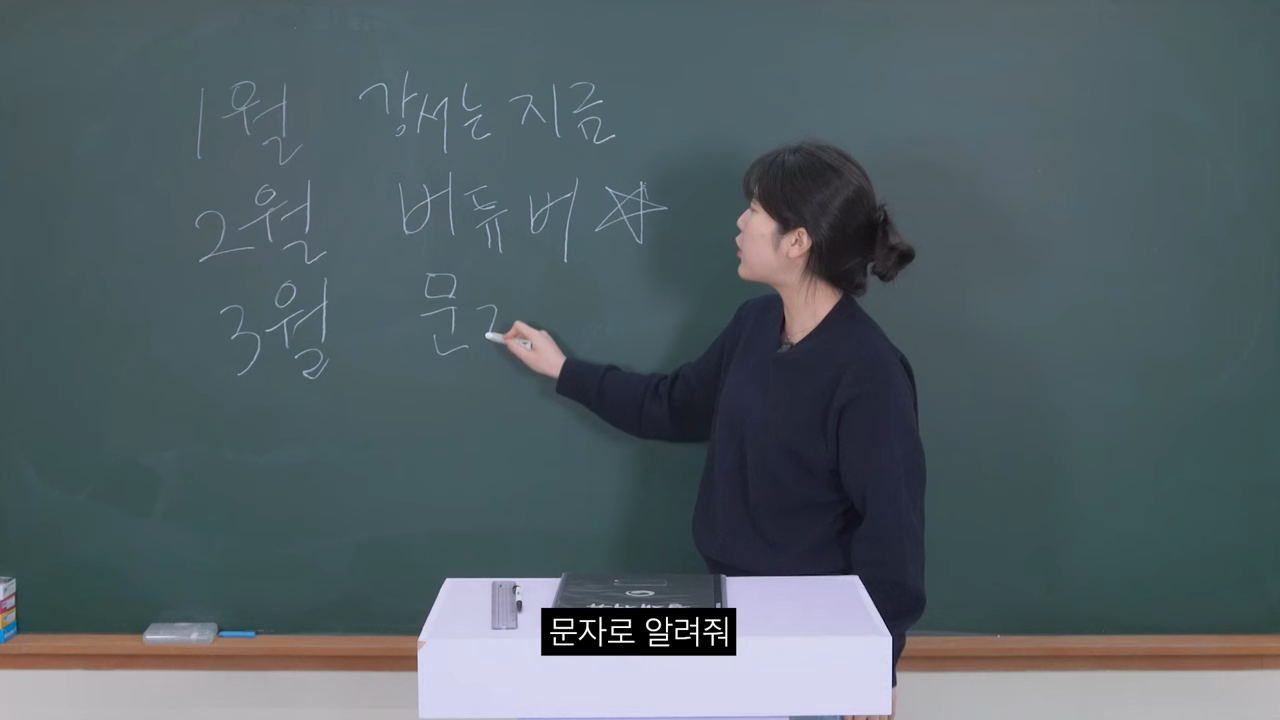 1월 강서는 지금
2월 버튜버
3월 문
문자로 알려줘